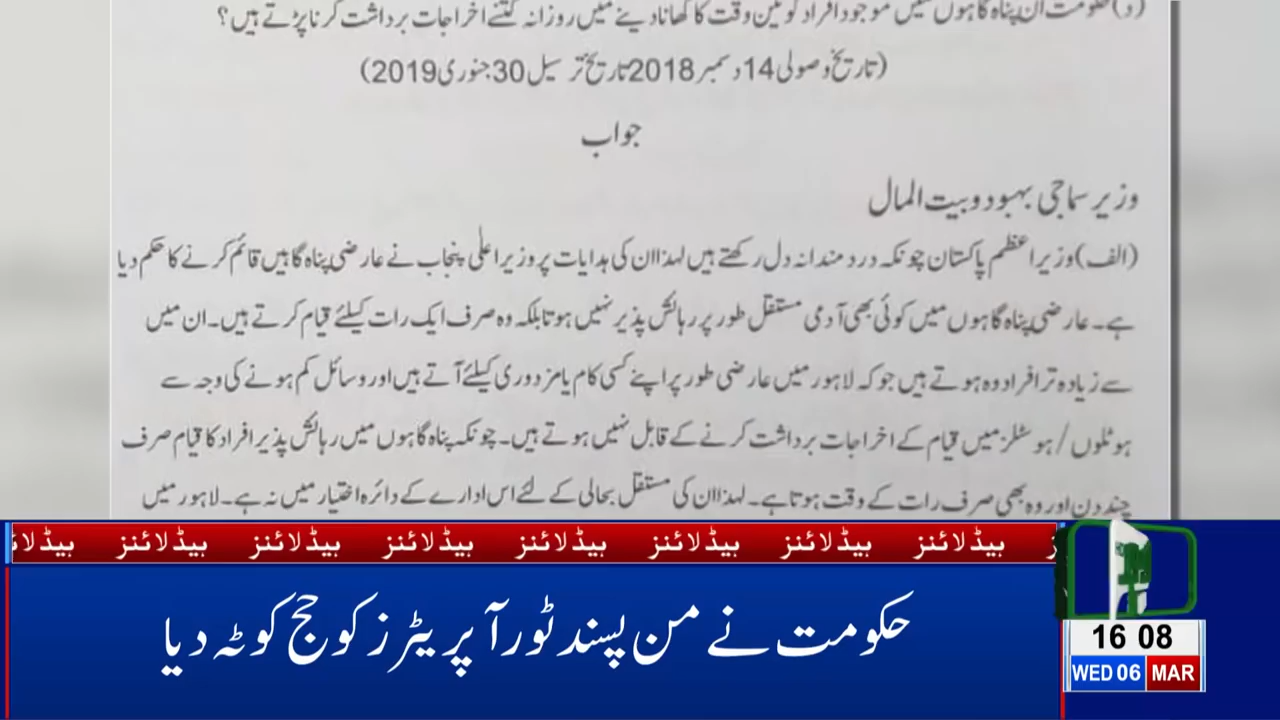 (د) حکومت ان پناہ گاہوں میں موجود افراد کو تین وقت کا کھانا دینے میں روزانہ کتنے اخراجات برداشت کرنا پڑتے ہیں؟
(تاریخ وصولی 14 دسمبر 2018 تاریخ ترسیل 30 جنوری 2019)
جواب
وزیر سماجی بہبود و بیت المال
(الف) وزیر اعظم پاکستان چونکہ درد مندانہ دل رکھتے ہیں لہذا ان کی ہدایات پر وزیر اعلیٰ پنجاب نے عارضی پناہ گاہیں قائم کرنے کا حکم دیا
ہے۔ عارضی پناہ گاہوں میں کوئی بھی آدمی مستقل طور پر رہائش پذیر نہیں ہوتا بلکہ وہ صرف ایک رات کیلئے قیام کرتے ہیں۔ ان میں
سے زیادہ تر افراد وہ ہوتے ہیں جو کہ لاہور میں عارضی طور پر اپنے کسی کام یا مزدوری کیلئے آتے ہیں اور وسائل کم ہونے کی وجہ سے
ہوٹلوں / ہوسٹلز میں قیام کے اخراجات برداشت کرنے کے قابل نہیں ہوتے ہیں۔ چونکہ پناہ گاہوں میں رہائش پذیر افراد کا قیام صرف
چند دن اور وہ بھی صرف رات کے وقت ہوتا ہے۔ لہذا ان کی مستقل بحالی کے لئے اس ادارے کے دائرہ اختیار میں نہ ہے۔ لاہور میں
ہیڈلائنز ہیڈلائنز ہیڈلائنز ہیڈلائنز ہیڈلائنز ہیڈلائنز ہیڈلائنز ہیڈلائنز
حکومت نے من پسند ٹور آپریٹرز کو حج کوٹہ دیا
16 08
WED 06 MAR